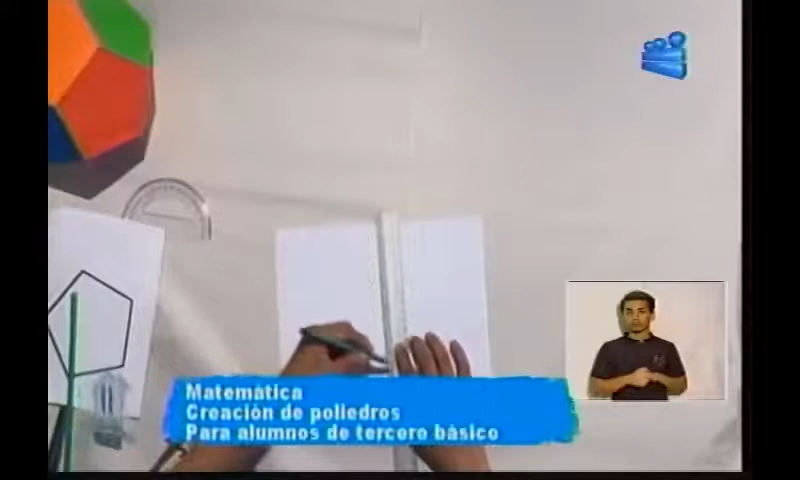 Matemática
Creación de poliedros
Para alumnos de tercero básico